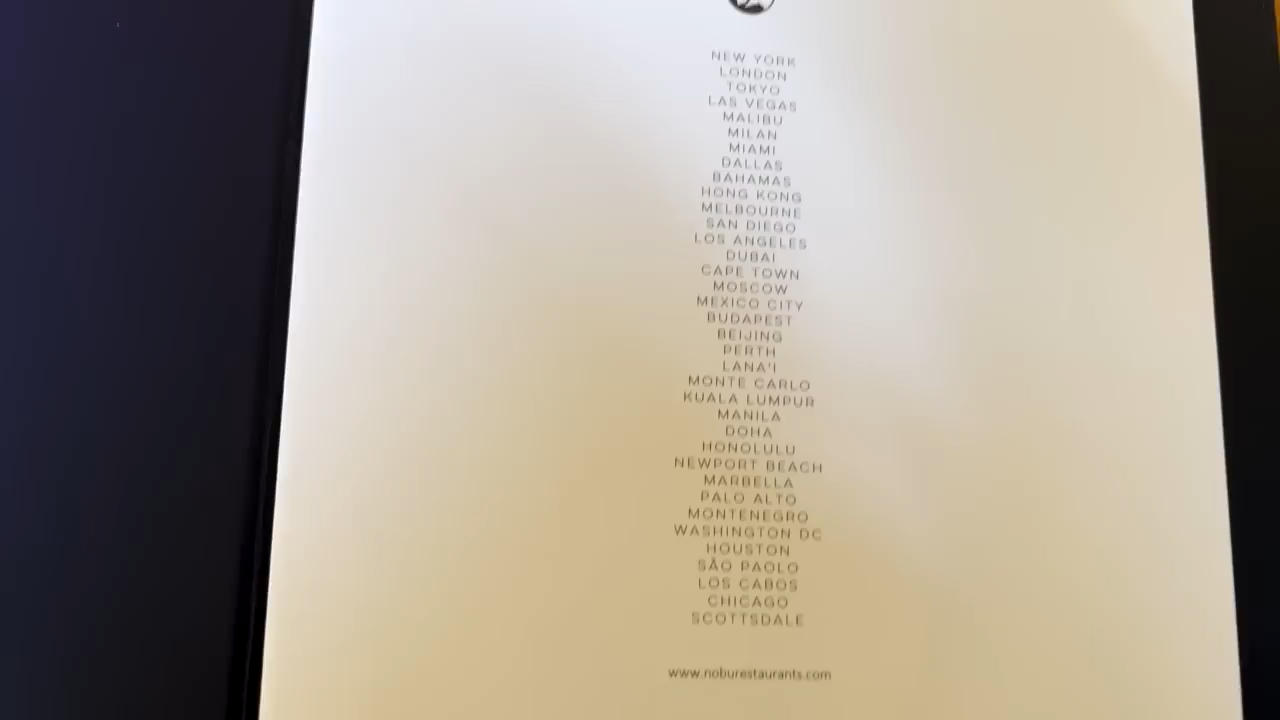 NEW YORK
LONDON
TOKYO
LAS VEGAS
MALIBU
MILAN
MIAMI
DALLAS
BAHAMAS
HONG KONG
MELBOURNE
SAN DIEGO
LOS ANGELES
DUBAI
CAPE TOWN
MOSCOW
MEXICO CITY
BUDAPEST
BEIJING
PERTH
LANA'I
MONTE CARLO
KUALA LUMPUR
MANILA
DOHA
HONOLULU
NEWPORT BEACH
MARBELLA
PALO ALTO
MONTENEGRO
WASHINGTON DC
HOUSTON
SÃO PAOLO
LOS CABOS
CHICAGO
SCOTTSDALE
www.noburestaurants.com